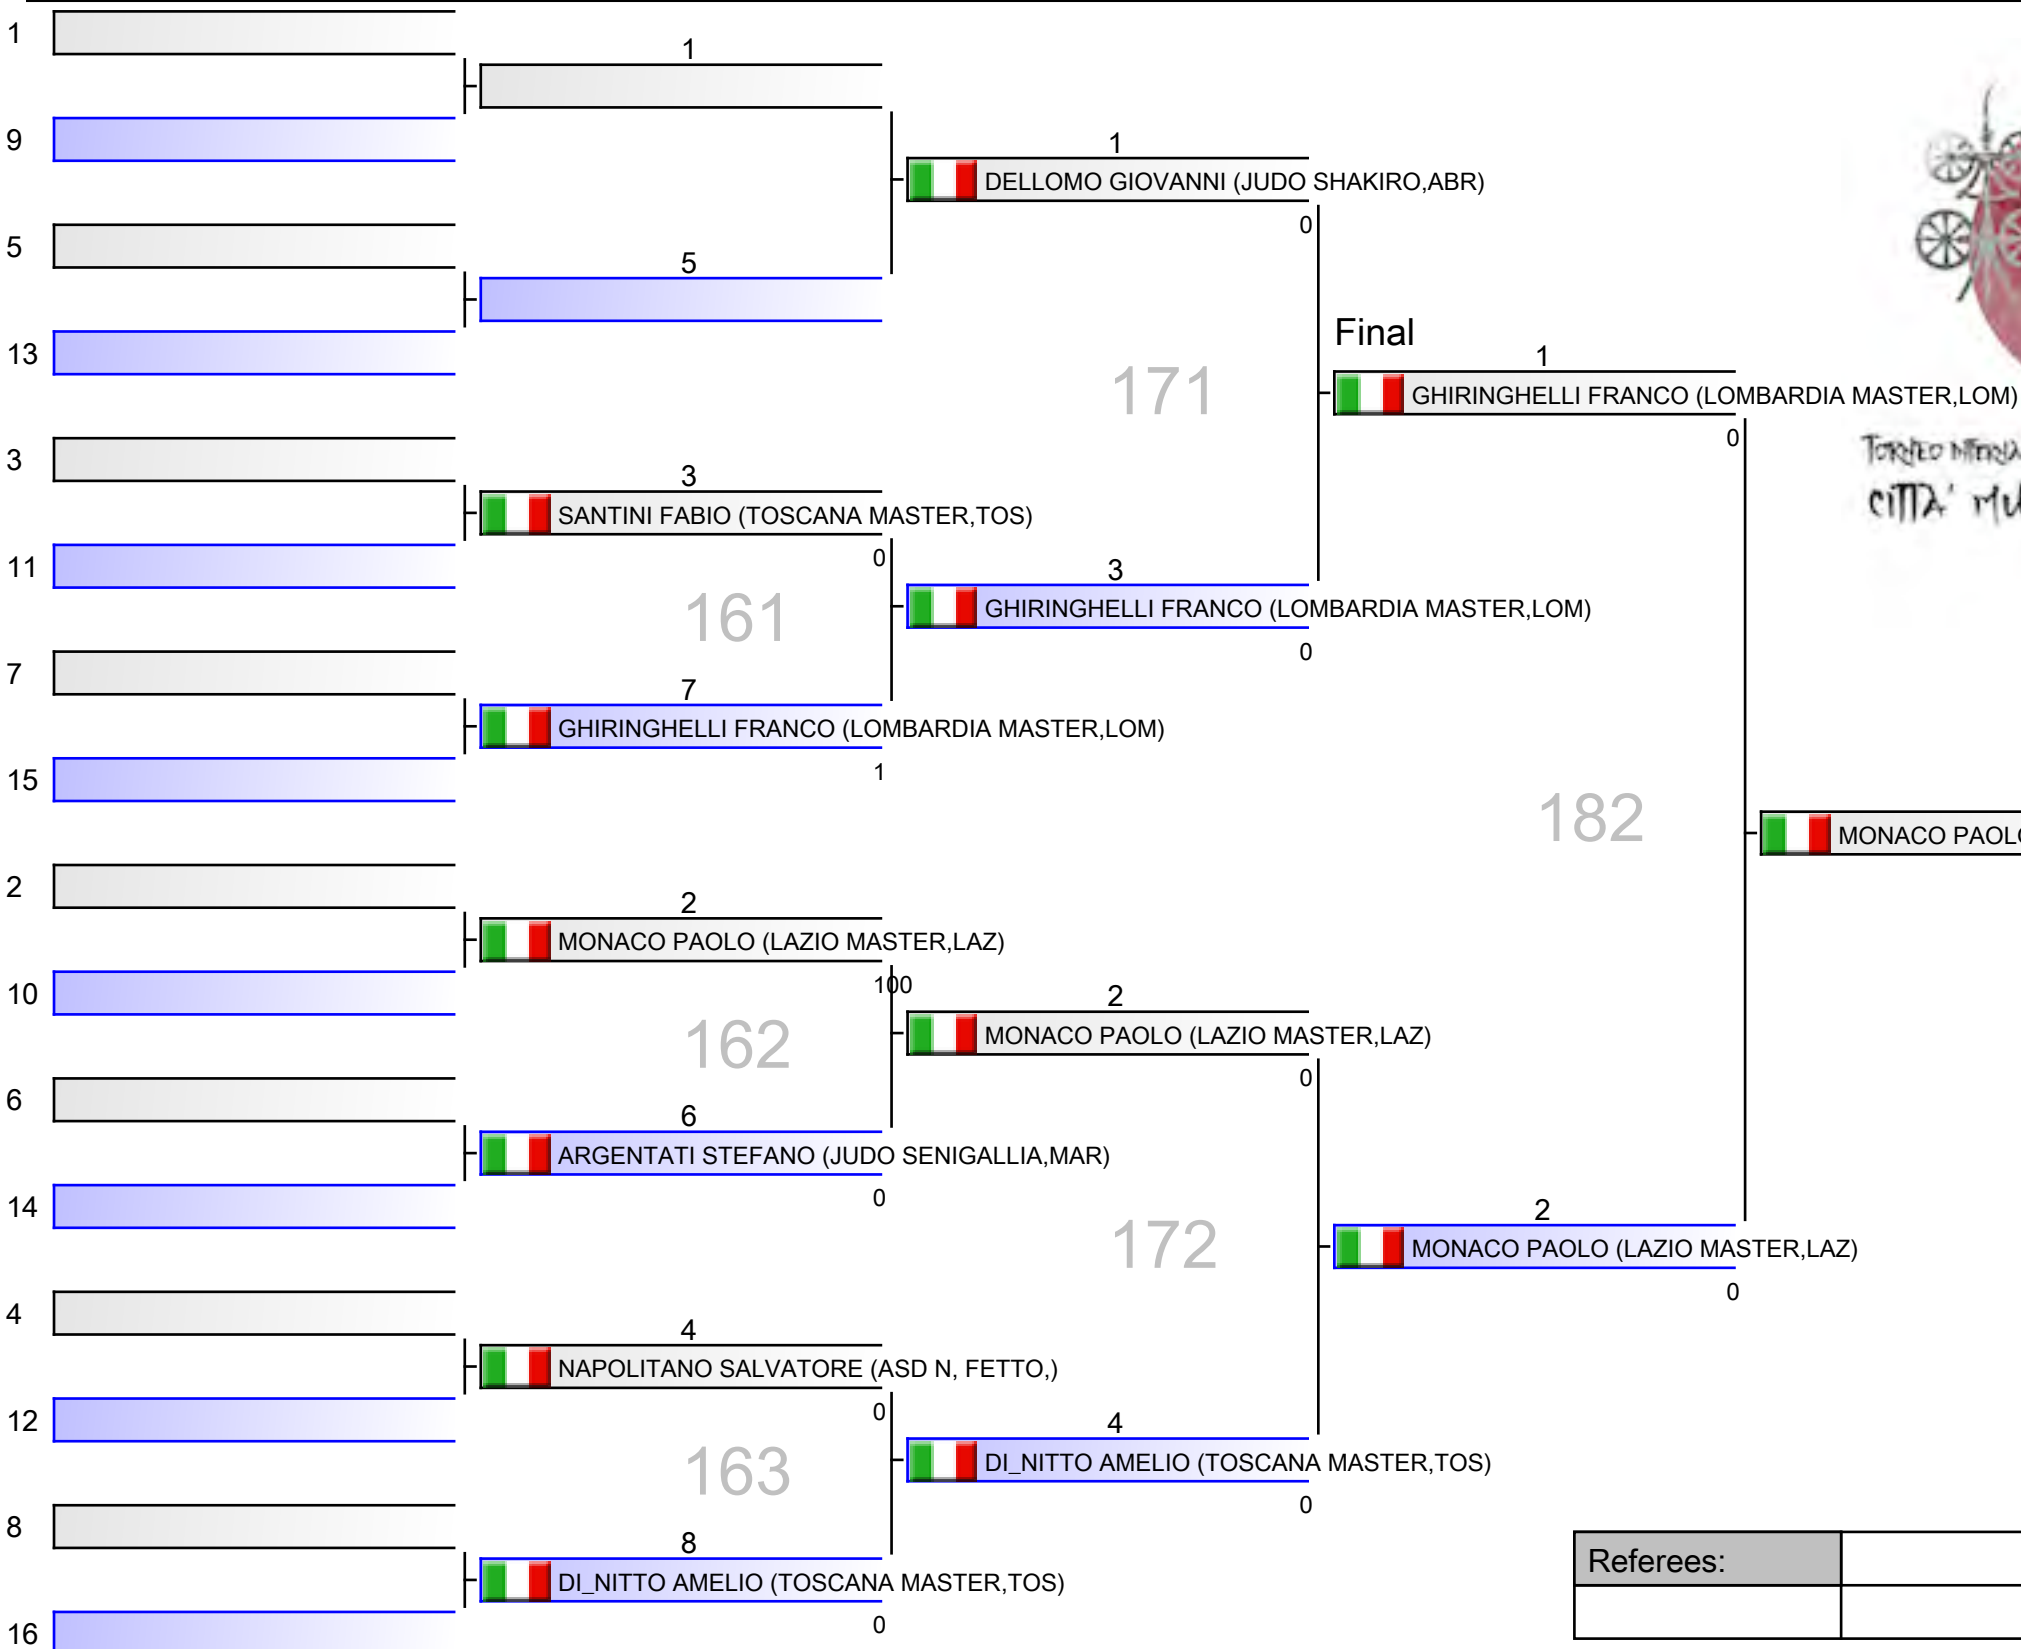 1
1
9
1
DELLOMO GIOVANNI (JUDO SHAKIRO,ABR)
0
5
5
13
Final
1
171
GHIRINGHELLI FRANCO (LOMBARDIA MASTER,LOM)
0
TORNEO
CITTA'
3
3
SANTINI FABIO (TOSCANA MASTER,TOS)
0
11
3
161
GHIRINGHELLI FRANCO (LOMBARDIA MASTER,LOM)
0
7
7
GHIRINGHELLI FRANCO (LOMBARDIA MASTER,LOM)
1
15
182
MONACO PAOL
2
2
MONACO PAOLO (LAZIO MASTER,LAZ)
100
10
2
162
MONACO PAOLO (LAZIO MASTER,LAZ)
0
6
6
ARGENTATI STEFANO (JUDO SENIGALLIA,MAR)
0
14
2
172
MONACO PAOLO (LAZIO MASTER,LAZ)
0
4
4
NAPOLITANO SALVATORE (ASD N, FETTO,)
0
12
4
163
DI_NITTO AMELIO (TOSCANA MASTER,TOS)
0
8
8
DI_NITTO AMELIO (TOSCANA MASTER,TOS)
0
16
Referees: